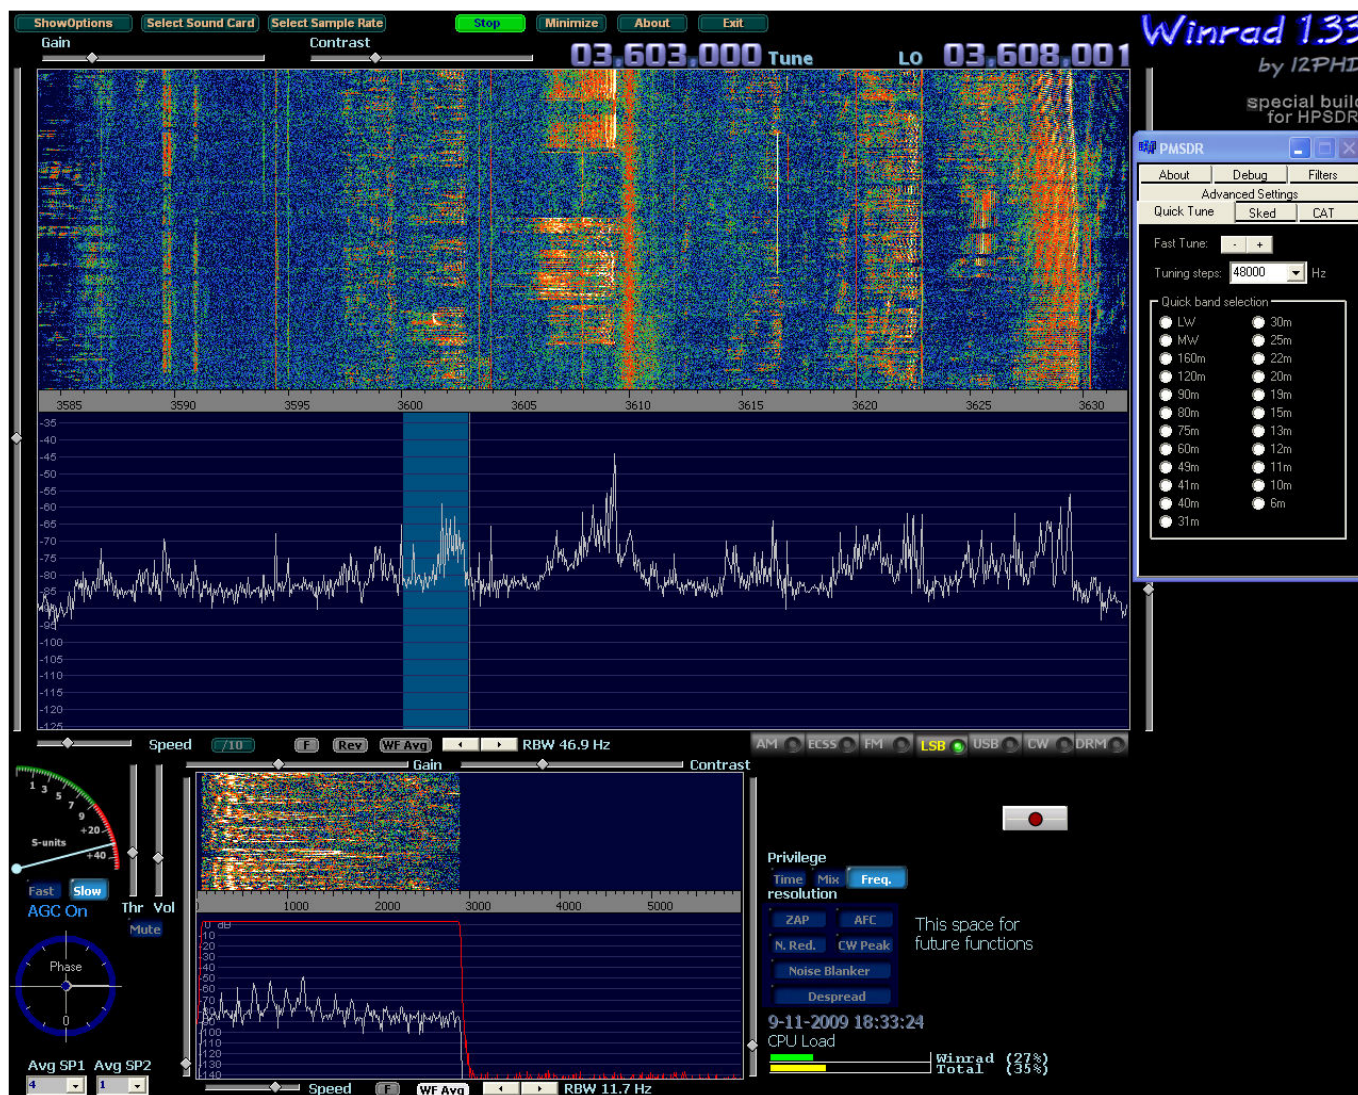 ShowOptions Select Sound Card Select Sample Rate Stop Minimize About Exit
Gain Contrast 03,603,000 Tune LO 03,608,001
Winrad 1.33
by I2PHD
special build
for HPSDR
PMSDR
About Debug Filters
Advanced Settings
Quick Tune Sked CAT
Fast Tune: - +
Tuning steps: 48000 Hz
Quick band selection
LW 30m
MW 25m
160m 22m
120m 20m
90m 19m
80m 15m
75m 13m
60m 12m
49m 11m
41m 10m
40m 6m
31m
3585 3590 3595 3600 3605 3610 3615 3620 3625 3630
-35
-40
-45
-50
-55
-60
-65
-70
-75
-80
-85
-90
-95
-100
-105
-110
-115
-120
-125
Speed /10 F Rev WF Avg RBW 46.9 Hz
AM ECSS FM LSB USB CW DRM
Gain Contrast
1 3 5 7 9 +20 +40
S-units
Fast Slow
AGC On
Thr Vol
Mute
Phase
0
Avg SP1 Avg SP2
4 1
1000 2000 3000 4000 5000
0 dB
-10
-20
-30
-40
-50
-60
-70
-80
-90
-100
-110
-120
-130
-140
Speed F WF Avg RBW 11.7 Hz
Privilege
Time Mix Freq.
resolution
ZAP AFC
N. Red. CW Peak
Noise Blanker
Despread
This space for
future functions
9-11-2009 18:33:24
CPU Load
Winrad (27%)
Total (35%)